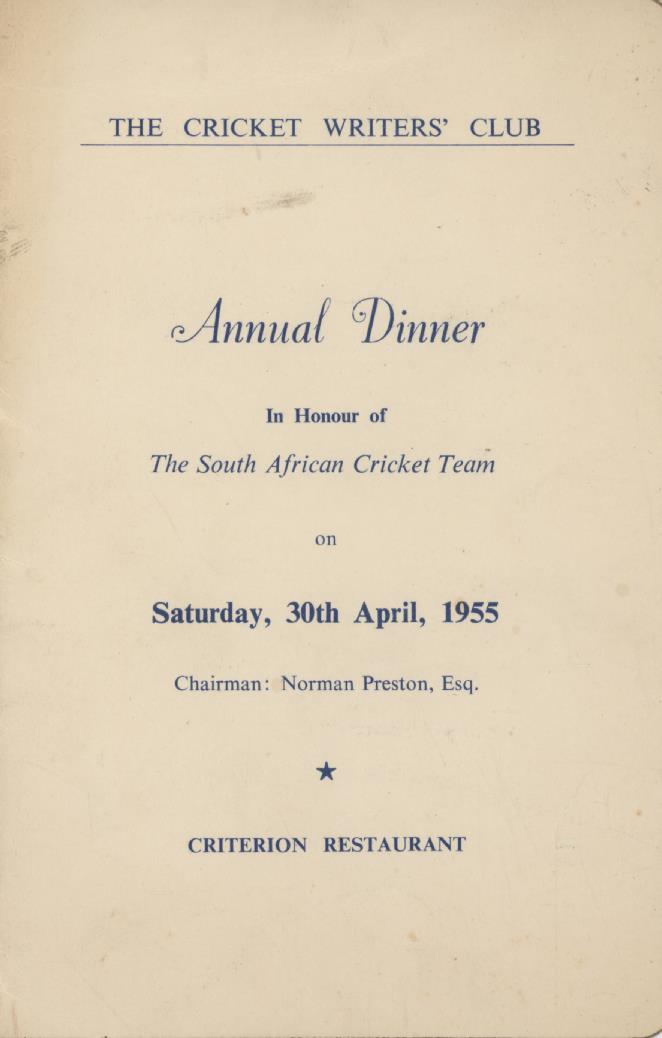 THE CRICKET WRITERS' CLUB
Annual Dinner
In Honour of
The South African Cricket Team
on
Saturday, 30th April, 1955
Chairman: Norman Preston, Esq.
★
CRITERION RESTAURANT